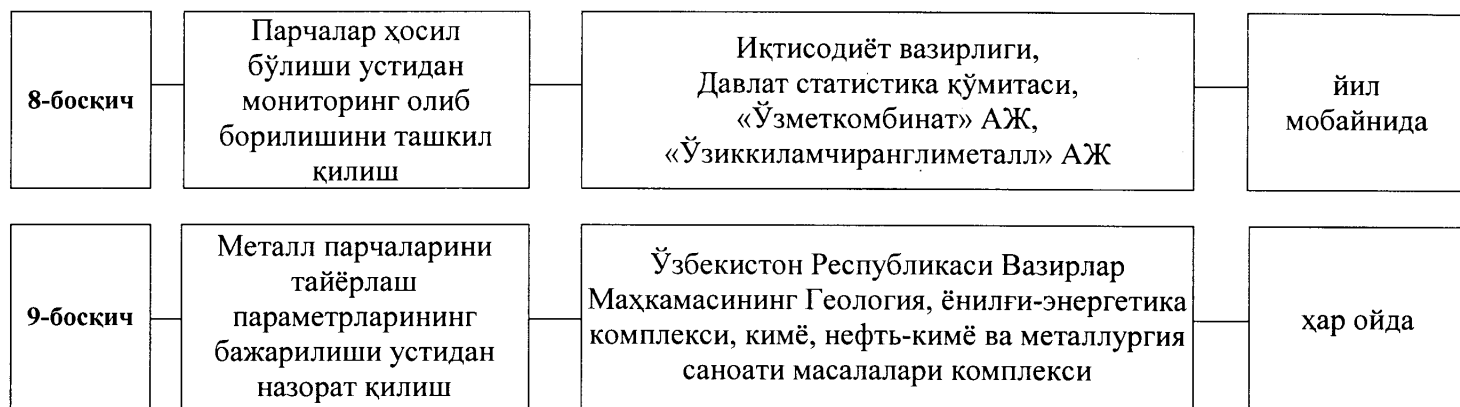 8-босқич
Парчалар ҳосил
бўлиши устидан
мониторинг олиб
борилишини ташкил
қилиш
Иқтисодиёт вазирлиги,
Давлат статистика қўмитаси,
«Ўзметкомбинат» АЖ,
«Ўзиккиламчиранглиметалл» АЖ
йил
мобайнида
9-босқич
Металл парчаларини
тайёрлаш
параметрларининг
бажарилиши устидан
назорат қилиш
Ўзбекистон Республикаси Вазирлар
Маҳкамасининг Геология, ёнилғи-энергетика
комплекси, кимё, нефть-кимё ва металлургия
саноати масалалари комплекси
ҳар ойда